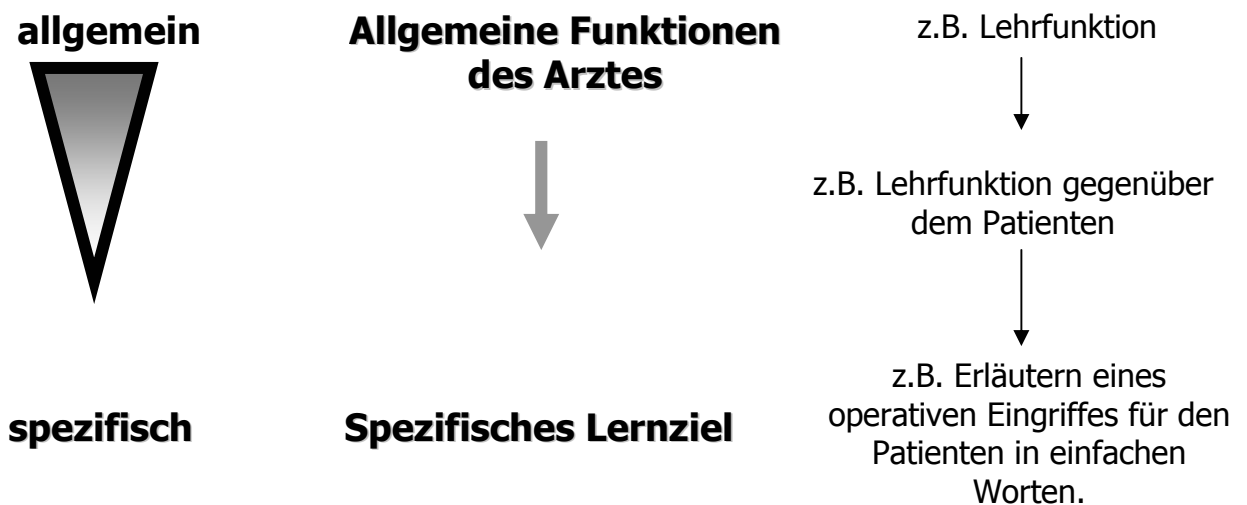 allgemein
Allgemeine Funktionen
des Arztes
z.B. Lehrfunktion
z.B. Lehrfunktion gegenüber
dem Patienten
spezifisch
Spezifisches Lernziel
z.B. Erläutern eines
operativen Eingriffes für den
Patienten in einfachen
Worten.